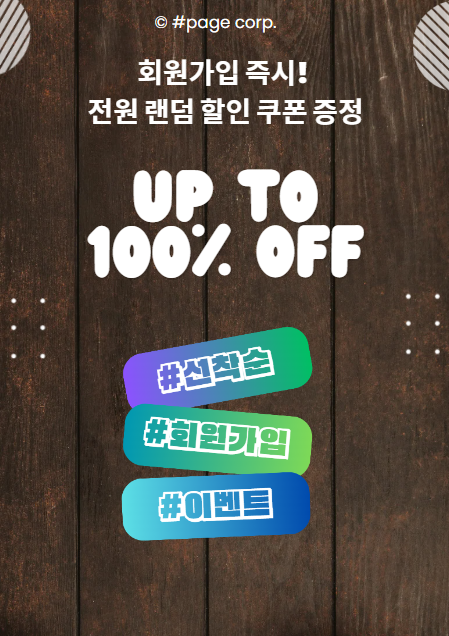 © #page corp.
회원가입 즉시!
전원 랜덤 할인 쿠폰 증정
UP TO
100% OFF
#선착순
#회원가입
#이벤트